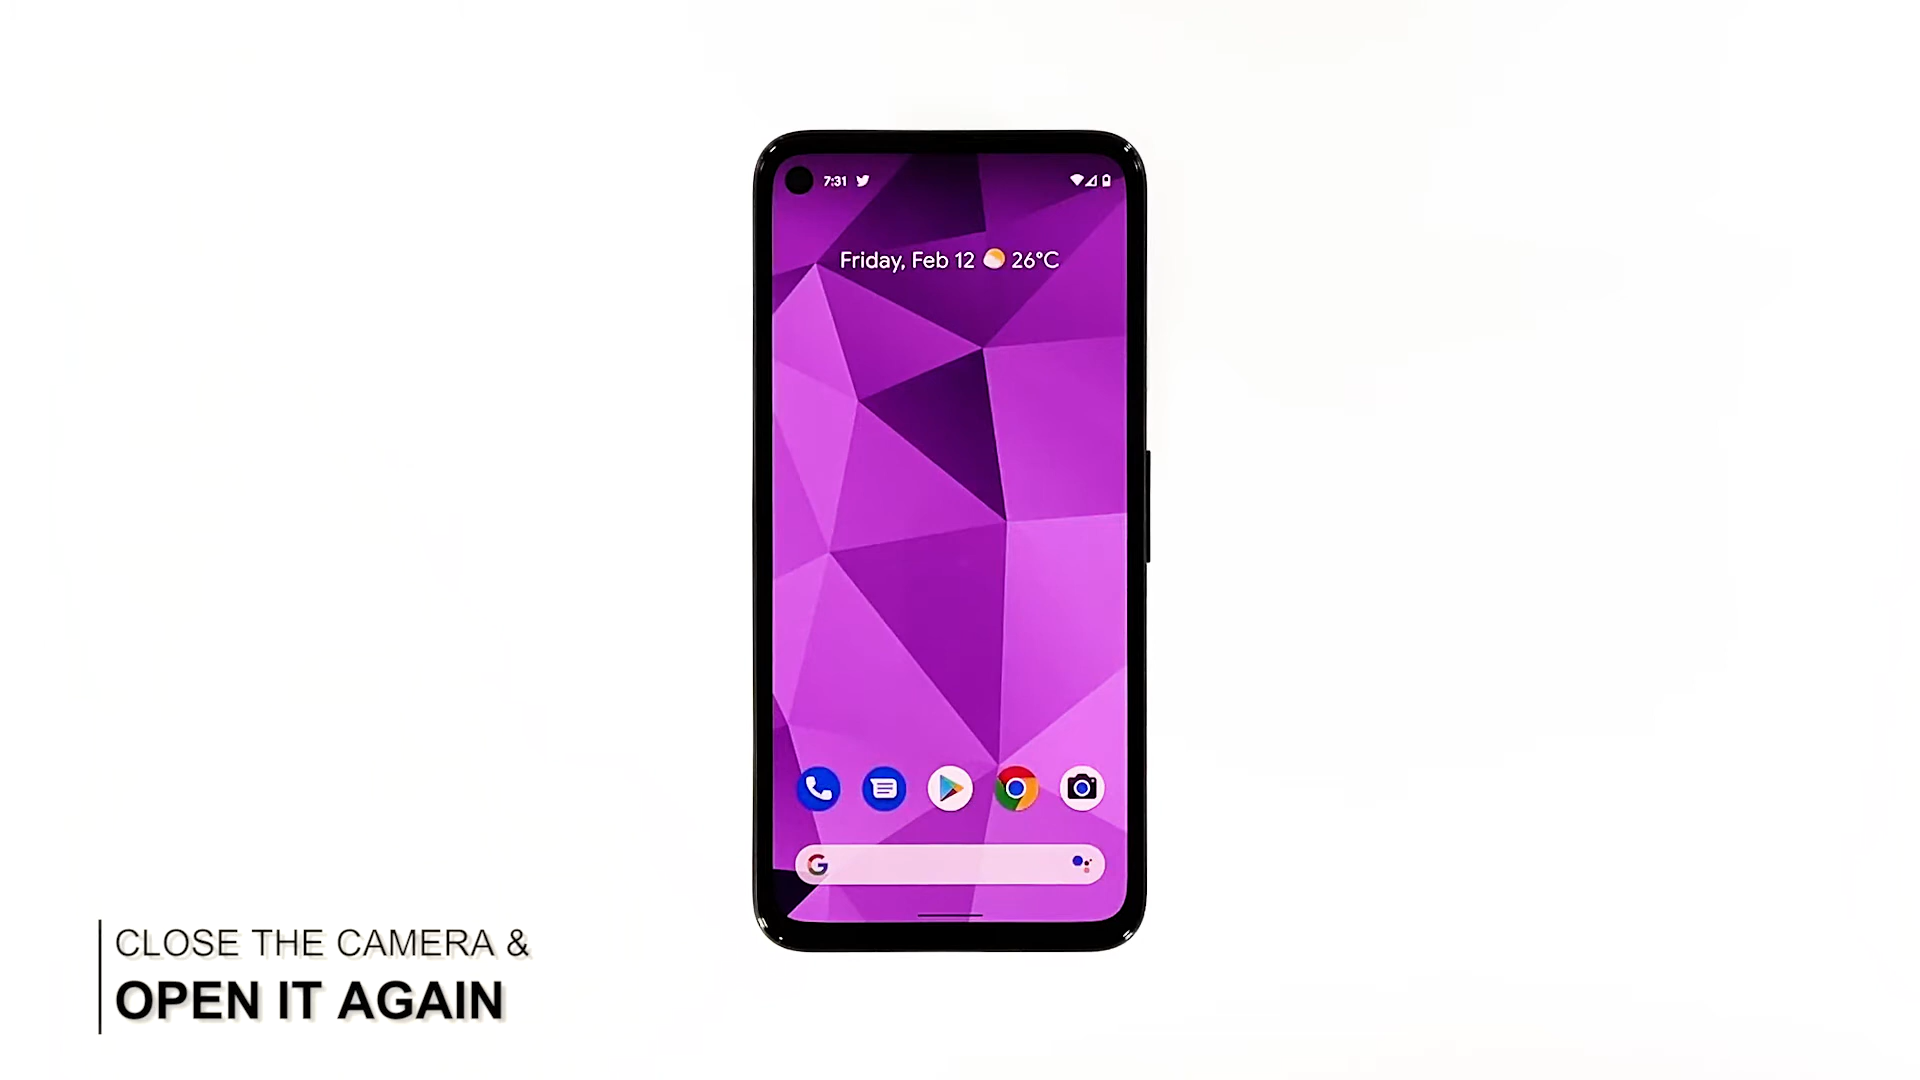 7:31
Friday, Feb 12 26°C
CLOSE THE CAMERA &
OPEN IT AGAIN